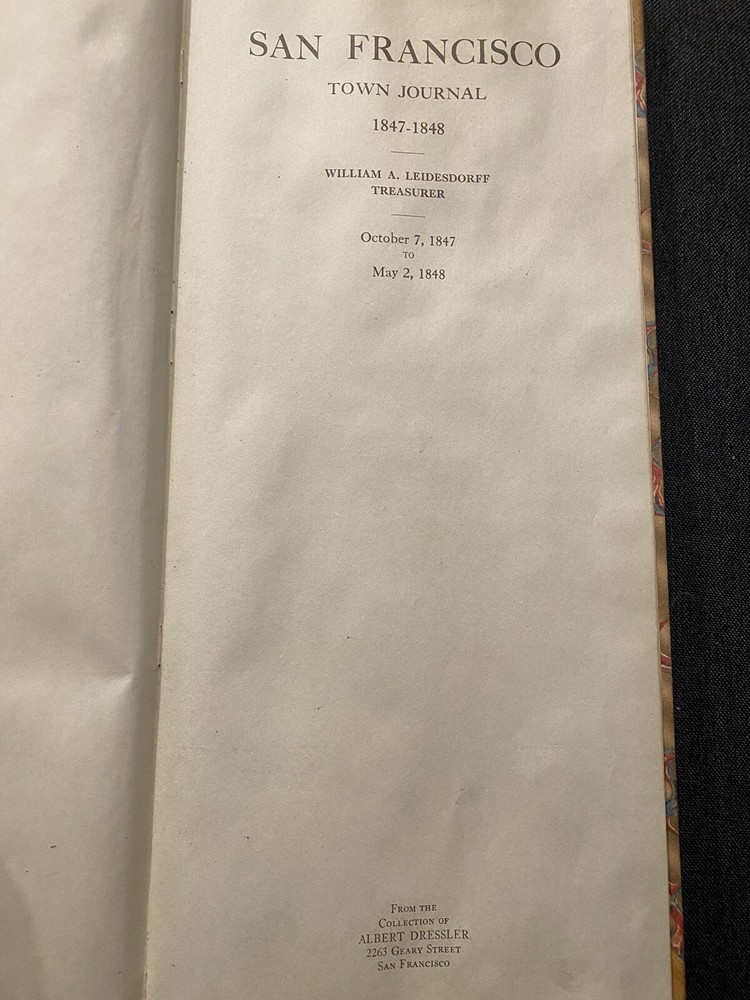 SAN FRANCISCO
TOWN JOURNAL
1847-1848
WILLIAM A. LEIDESDORFF
TREASURER
October 7, 1847
TO
May 2, 1848
FROM THE
COLLECTION OF
ALBERT DRESSLER
2263 GEARY STREET
SAN FRANCISCO